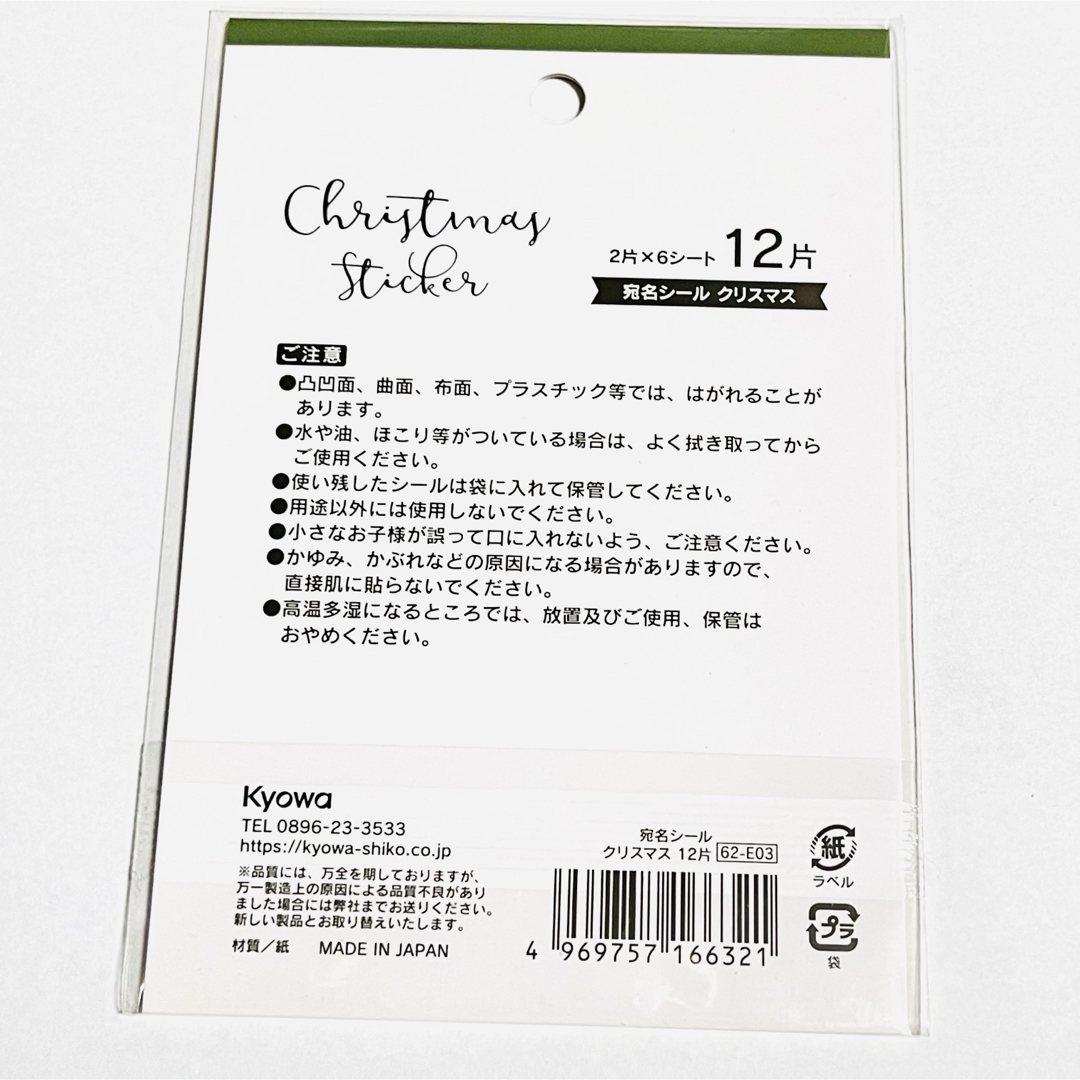 Christmas
Sticker
2片×6シート 12片
宛名シール クリスマス
ご注意
●凸凹面、曲面、布面、プラスチック等では、はがれることが
あります。
●水や油、ほこり等がついている場合は、よく拭き取ってから
ご使用ください。
●使い残したシールは袋に入れて保管してください。
●用途以外には使用しないでください。
●小さなお子様が誤って口に入れないよう、ご注意ください。
●かゆみ、かぶれなどの原因になる場合がありますので、
直接肌に貼らないでください。
●高温多湿になるところでは、放置及びご使用、保管は
おやめください。
Kyowa
TEL 0896-23-3533
https://kyowa-shiko.co.jp
※品質には、万全を期しておりますが、
万一製造上の原因による品質不良があり
ました場合には弊社までお送りください。
新しい製品とお取り替えいたします。
材質／紙 MADE IN JAPAN
宛名シール
クリスマス 12片 62-E03
4 969757 166321
紙
ラベル
プラ
袋